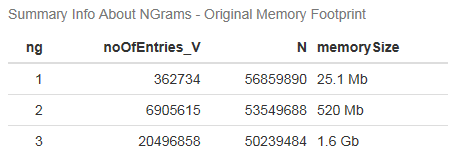 Summary Info About NGrams - Original Memory Footprint
ng noOfEntries_V N memorySize
1 362734 56859890 25.1 Mb
2 6905615 53549688 520 Mb
3 20496858 50239484 1.6 Gb